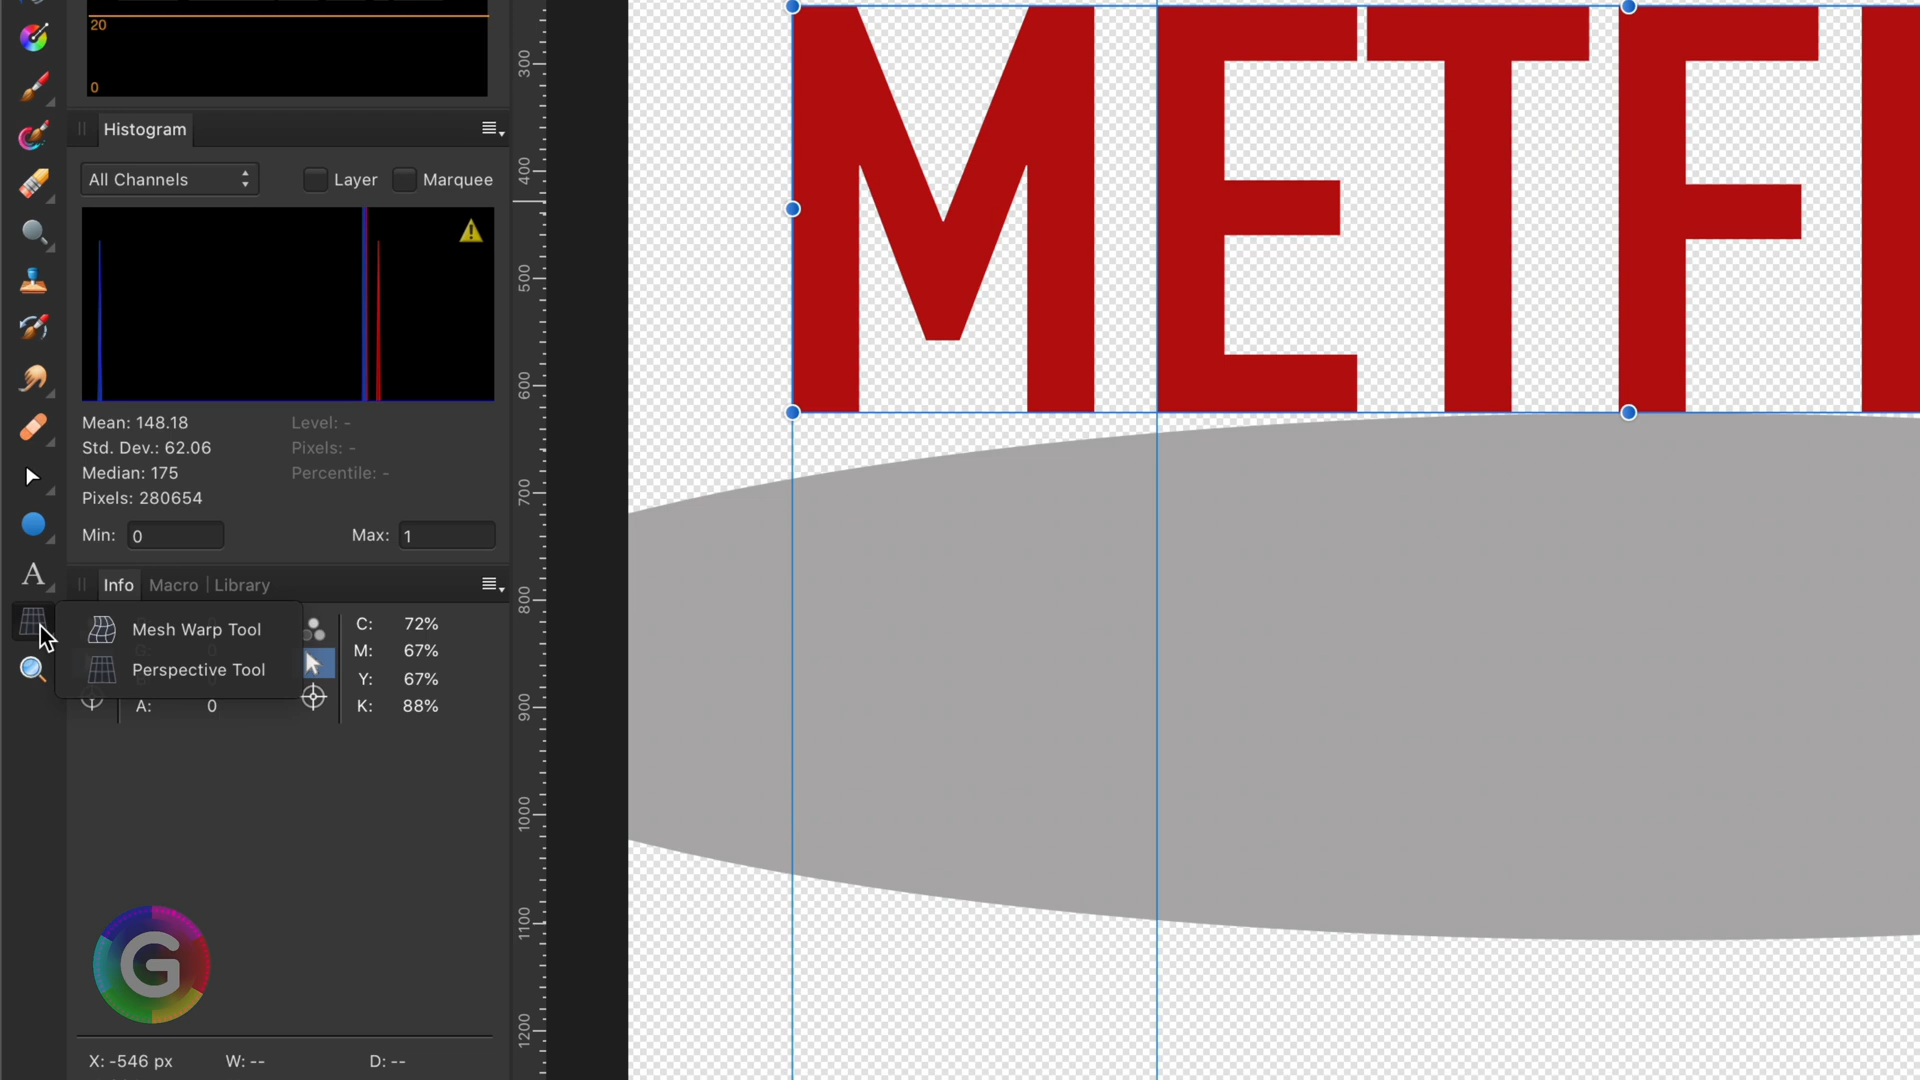 20
0
Histogram
All Channels
Layer
Marquee
Mean: 148.18
Std. Dev.: 62.06
Median: 175
Pixels: 280654
Level: -
Pixels: -
Percentile: -
Min: 0
Max: 1
Info
Macro
Library
Mesh Warp Tool
Perspective Tool
A: 0
C: 72%
M: 67%
Y: 67%
K: 88%
G
X: -546 px
W: --
D: --
300
400
500
600
700
800
900
1000
1100
1200
METF